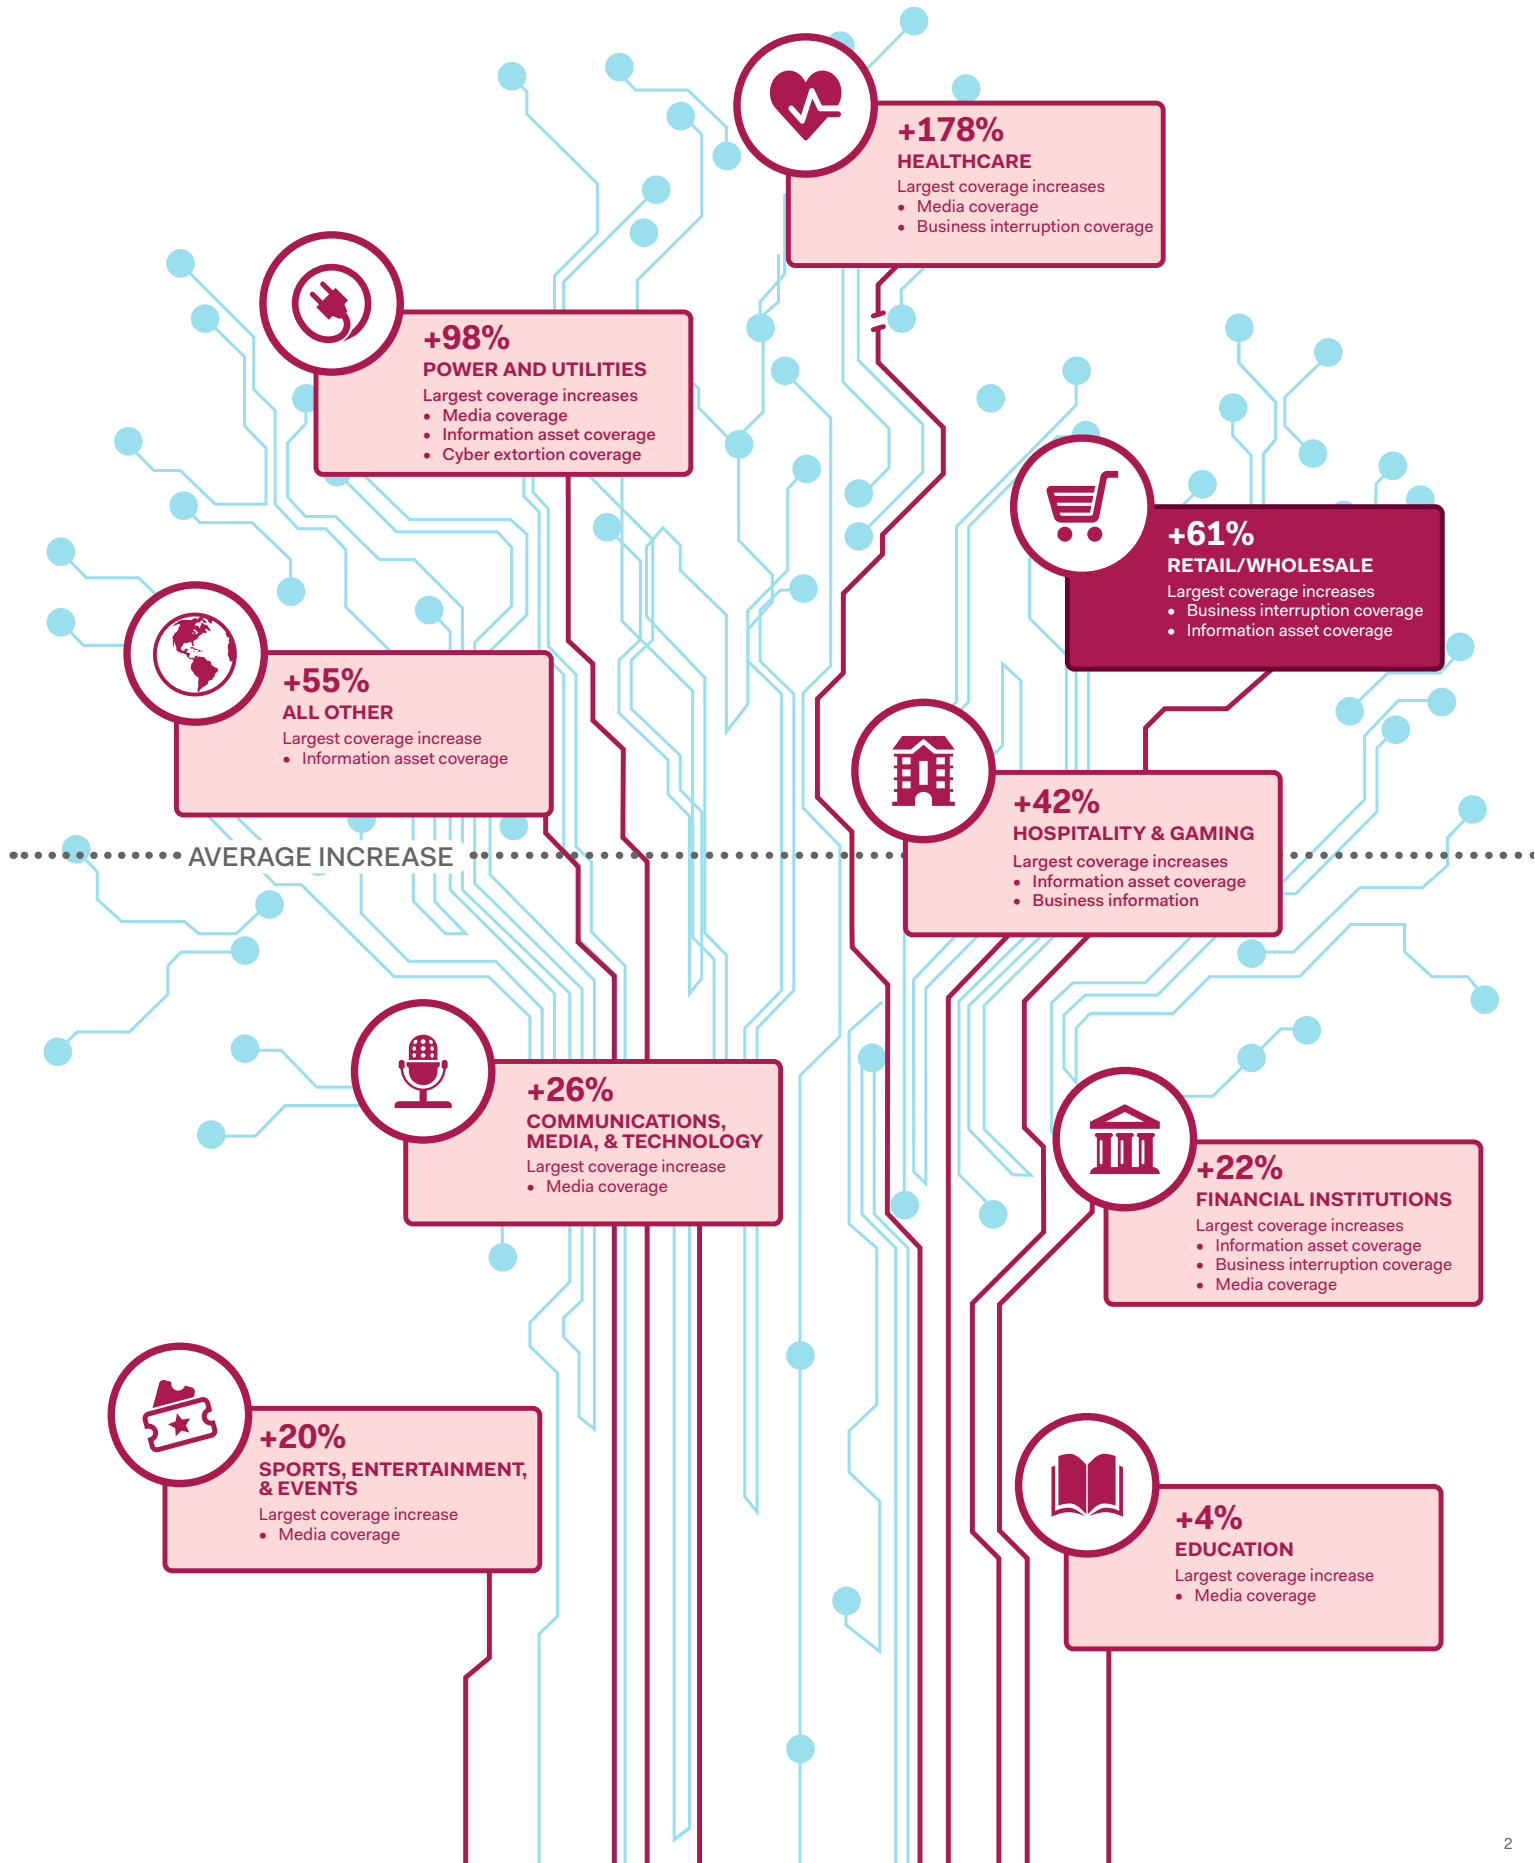 +178%
HEALTHCARE
Largest coverage increases
• Media coverage
• Business interruption coverage
+98%
POWER AND UTILITIES
Largest coverage increases
• Media coverage
• Information asset coverage
• Cyber extortion coverage
+61%
RETAIL/WHOLESALE
Largest coverage increases
• Business interruption coverage
• Information asset coverage
+55%
ALL OTHER
Largest coverage increase
• Information asset coverage
+42%
HOSPITALITY & GAMING
Largest coverage increases
• Information asset coverage
• Business information
AVERAGE INCREASE
+26%
COMMUNICATIONS,
MEDIA, & TECHNOLOGY
Largest coverage increase
• Media coverage
+22%
FINANCIAL INSTITUTIONS
Largest coverage increases
• Information asset coverage
• Business interruption coverage
• Media coverage
+20%
SPORTS, ENTERTAINMENT,
& EVENTS
Largest coverage increase
• Media coverage
+4%
EDUCATION
Largest coverage increase
• Media coverage
2